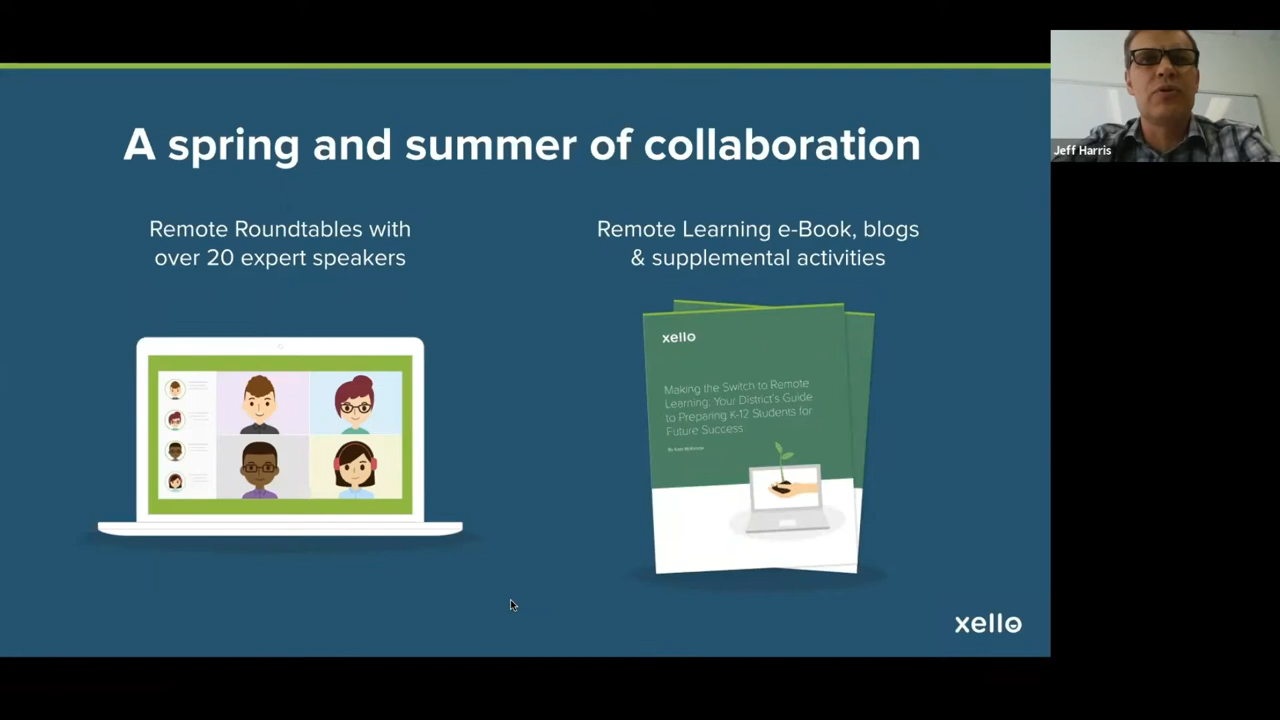 A spring and summer of collaboration
Remote Roundtables with
over 20 expert speakers
Remote Learning e-Book, blogs
& supplemental activities
xello
Making the Switch to Remote
Learning: Your District's Guide
to Preparing K-12 Students for
Future Success
xello
Jeff Harris